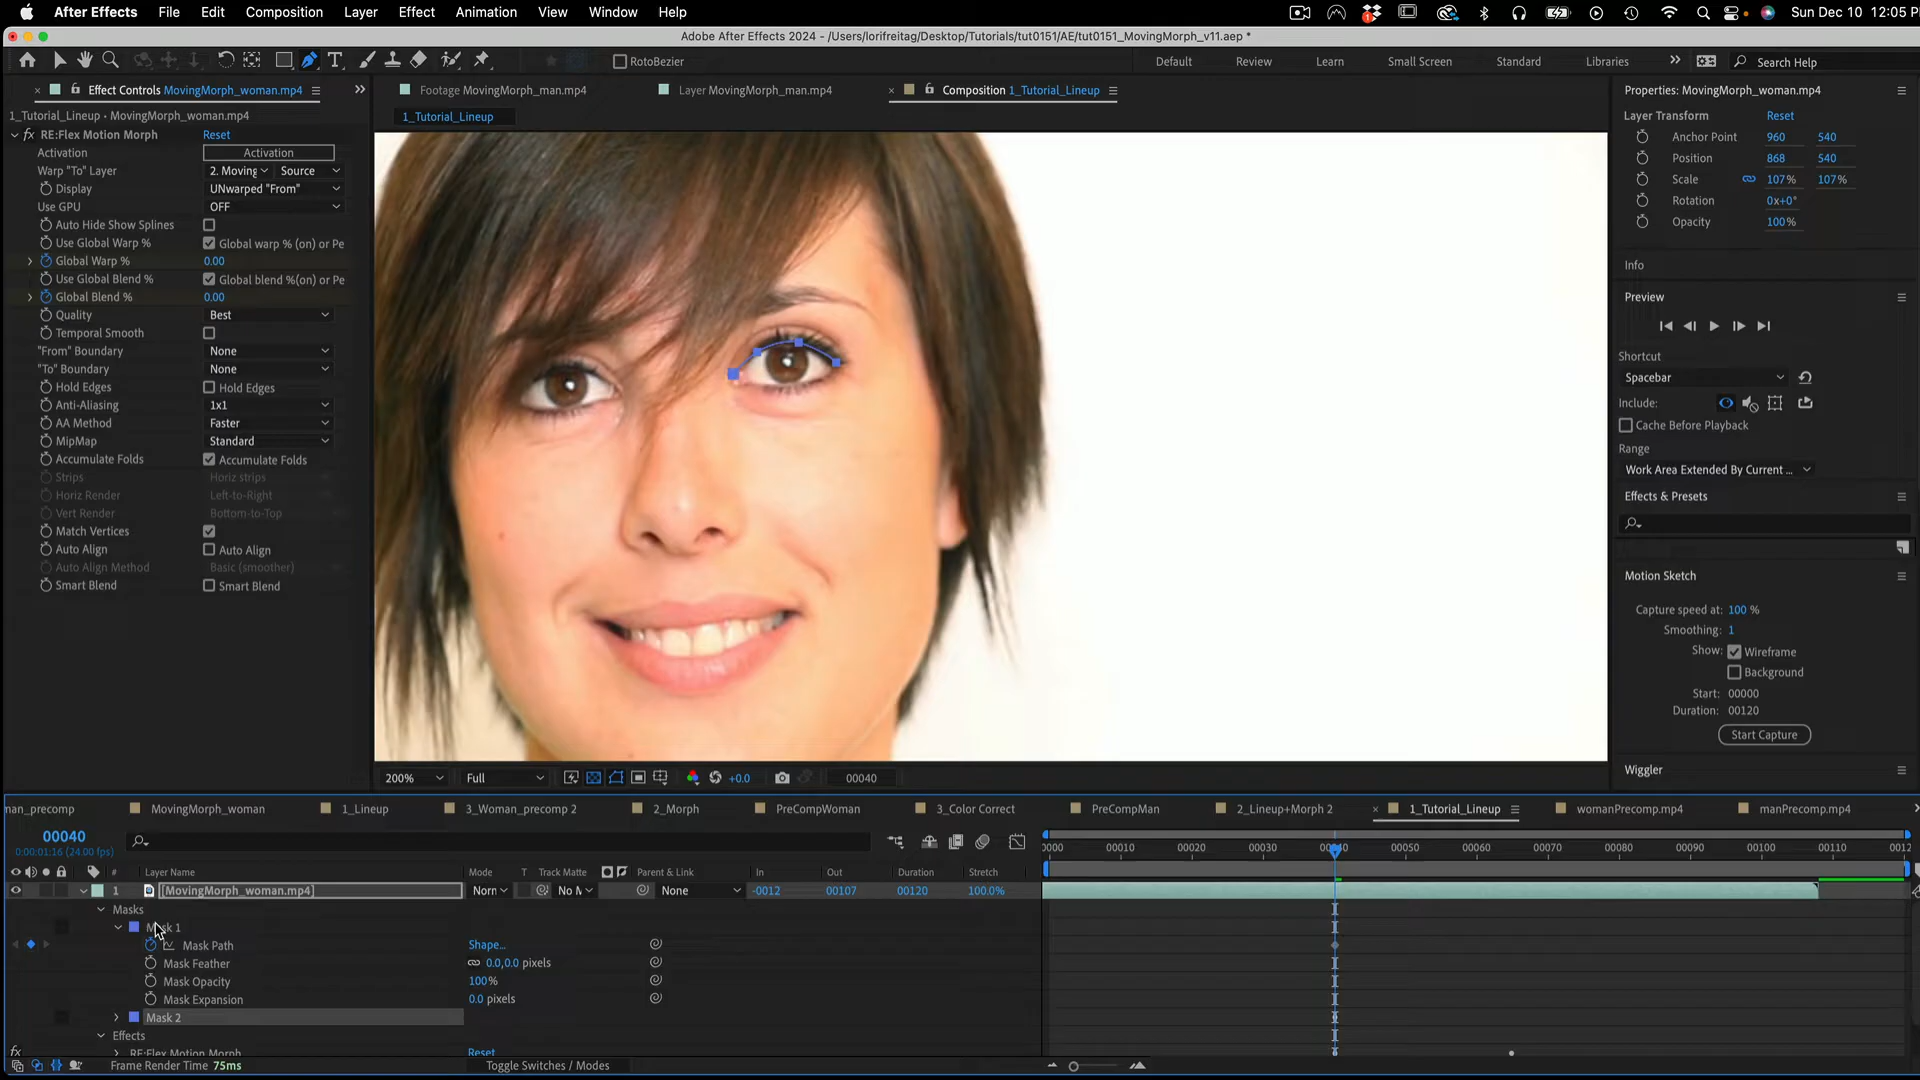 After Effects File Edit Composition Layer Effect Animation View Window Help Sun Dec 10 12:05 P
Adobe After Effects 2024 - /Users/lorifreitag/Desktop/Tutorials/tut0151/AE/tut0151_MovingMorph_v11.aep *
RotoBezier Default Review Learn Small Screen Standard Libraries Search Help
Effect Controls MovingMorph_woman.mp4
Footage MovingMorph_man.mp4 Layer MovingMorph_man.mp4 Composition 1_Tutorial_Lineup
1_Tutorial_Lineup
1_Tutorial_Lineup • MovingMorph_woman.mp4
RE:Flex Motion Morph Reset
Activation Activation
Warp "To" Layer 2. Moving Source
Display UNwarped "From"
Use GPU OFF
Auto Hide Show Splines
Use Global Warp % Global warp % (on) or Pe
Global Warp % 0.00
Use Global Blend % Global blend %(on) or Pe
Global Blend % 0.00
Quality Best
Temporal Smooth
"From" Boundary None
"To" Boundary None
Hold Edges Hold Edges
Anti-Aliasing 1x1
AA Method Faster
MipMap Standard
Accumulate Folds Accumulate Folds
Strips Horiz strips
Horiz Render Left-to-Right
Vert Render Bottom-to-Top
Match Vertices
Auto Align Auto Align
Auto Align Method Basic (smoother)
Smart Blend Smart Blend
Properties: MovingMorph_woman.mp4
Layer Transform Reset
Anchor Point 960 540
Position 868 540
Scale 107% 107%
Rotation 0x+0°
Opacity 100%
Info
Preview
Shortcut
Spacebar
Include:
Cache Before Playback
Range
Work Area Extended By Current ...
Effects & Presets
Motion Sketch
Capture speed at: 100 %
Smoothing: 1
Show: Wireframe
Background
Start: 00000
Duration: 00120
Start Capture
Wiggler
200% Full +0.0 00040
man_precomp MovingMorph_woman 1_Lineup 3_Woman_precomp 2 2_Morph PreCompWoman 3_Color Correct PreCompMan 2_Lineup+Morph 2 1_Tutorial_Lineup womanPrecomp.mp4 manPrecomp.mp4
00040
0:00:01:16 (24.00 fps)
0000 00010 00020 00030 00050 00060 00070 00080 00090 00100 00110 0012
# Layer Name Mode T Track Matte Parent & Link In Out Duration Stretch
1 [MovingMorph_woman.mp4] Norn No M None -0012 00107 00120 100.0%
Masks
Mask 1
Mask Path Shape...
Mask Feather 0.0,0.0 pixels
Mask Opacity 100%
Mask Expansion 0.0 pixels
Mask 2
Effects
fx RE:Flex Motion Morph Reset
Frame Render Time 75ms Toggle Switches / Modes